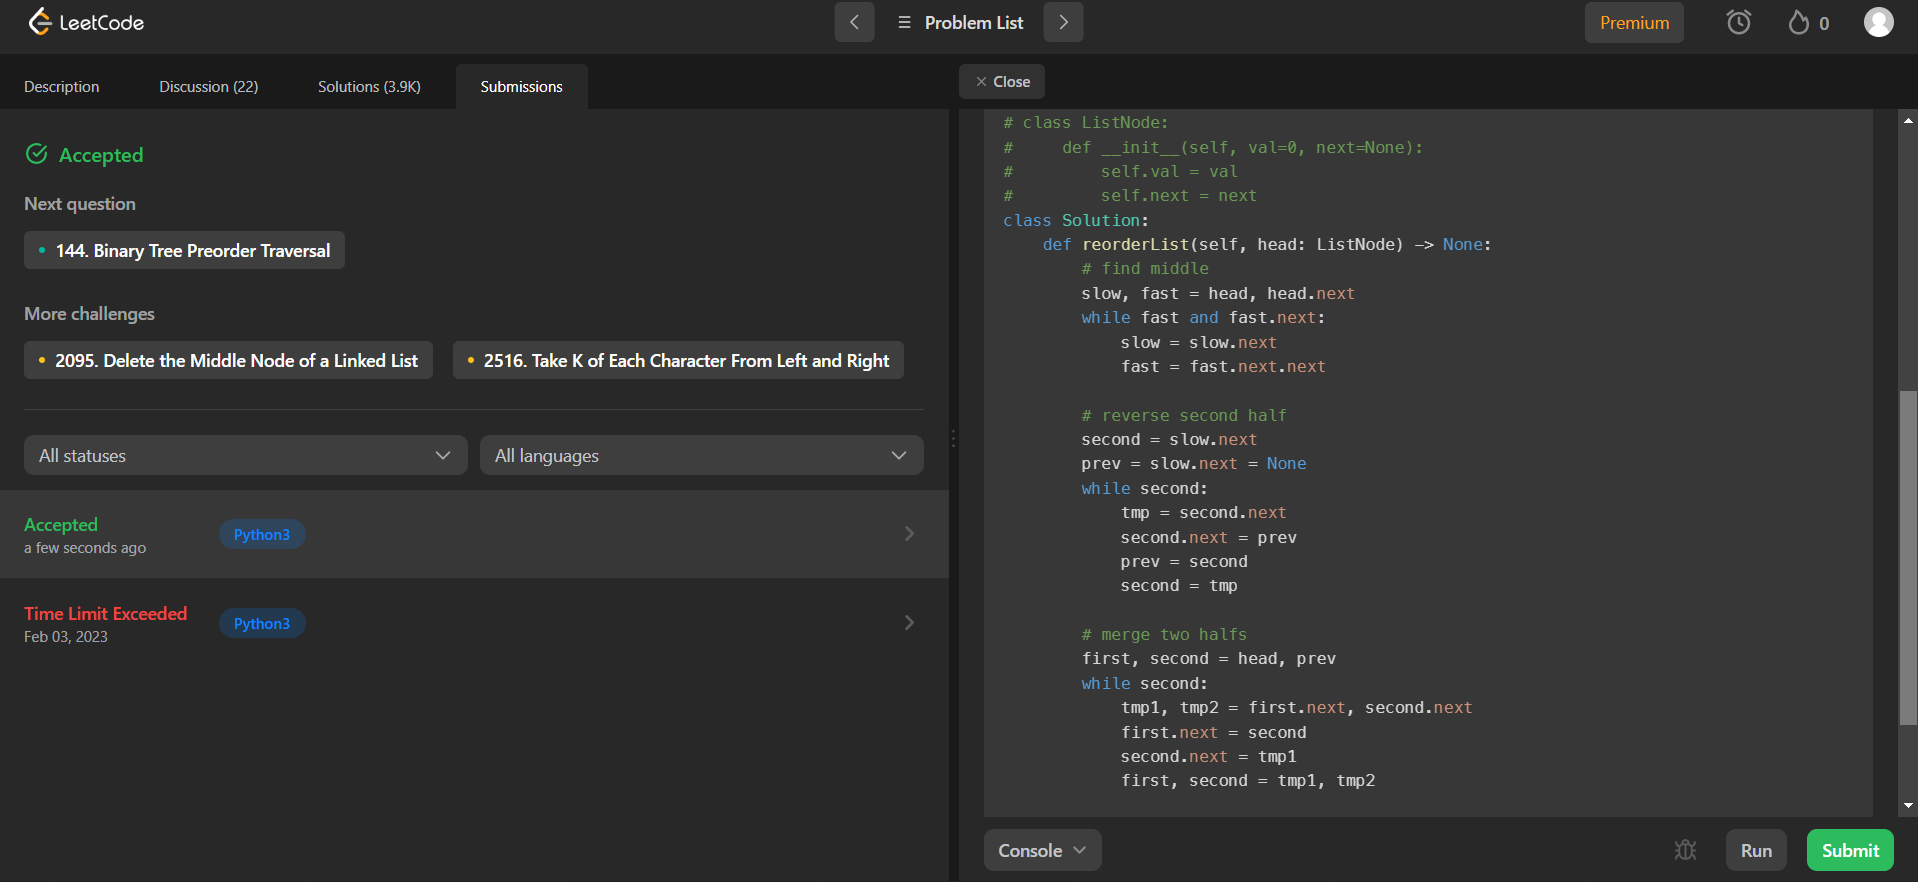 LeetCode
Problem List
Premium
0
Description
Discussion (22)
Solutions (3.9K)
Submissions
Accepted
Next question
144. Binary Tree Preorder Traversal
More challenges
2095. Delete the Middle Node of a Linked List
2516. Take K of Each Character From Left and Right
All statuses
All languages
Accepted
a few seconds ago
Python3
Time Limit Exceeded
Feb 03, 2023
Python3
Close
# class ListNode:
#     def __init__(self, val=0, next=None):
#         self.val = val
#         self.next = next
class Solution:
    def reorderList(self, head: ListNode) -> None:
        # find middle
        slow, fast = head, head.next
        while fast and fast.next:
            slow = slow.next
            fast = fast.next.next
        # reverse second half
        second = slow.next
        prev = slow.next = None
        while second:
            tmp = second.next
            second.next = prev
            prev = second
            second = tmp
        # merge two halfs
        first, second = head, prev
        while second:
            tmp1, tmp2 = first.next, second.next
            first.next = second
            second.next = tmp1
            first, second = tmp1, tmp2
Console
Run
Submit